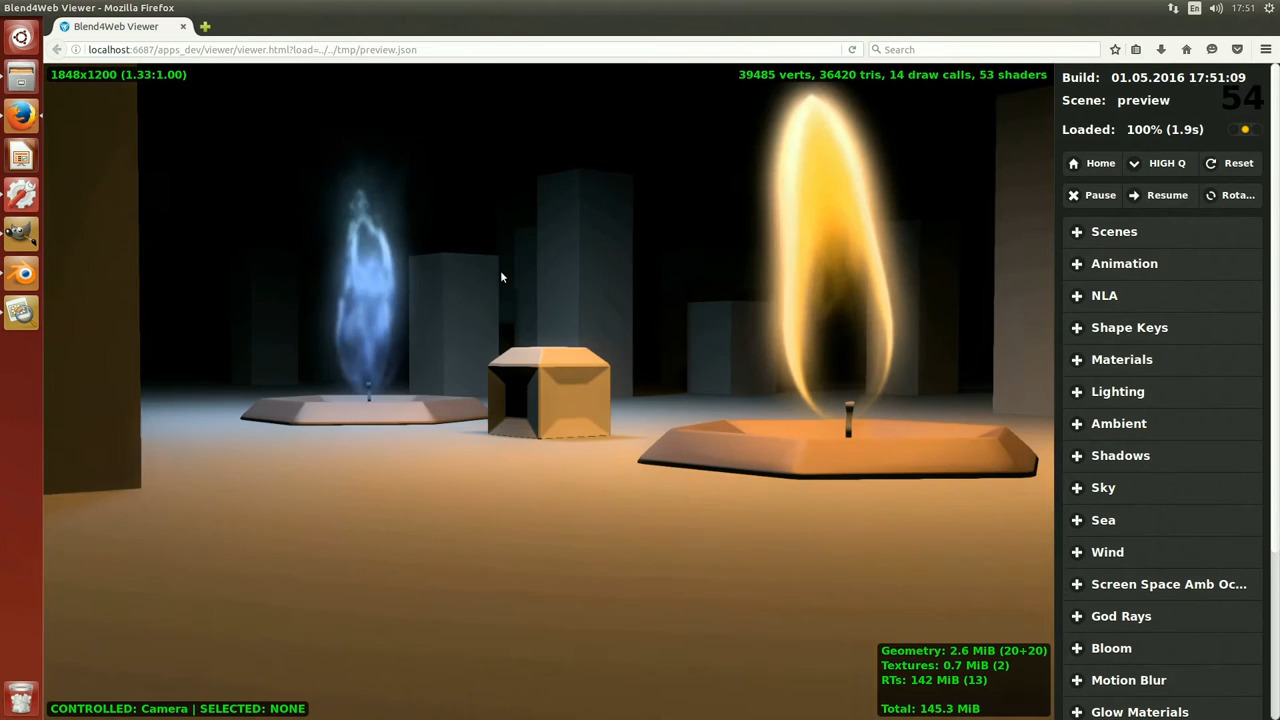 Blend4Web Viewer - Mozilla Firefox
En
17:51
Blend4Web Viewer
localhost:6687/apps_dev/viewer/viewer.html?load=../../tmp/preview.json
Search
1848x1200 (1.33:1.00)
39485 verts, 36420 tris, 14 draw calls, 53 shaders
Build: 01.05.2016 17:51:09
Scene: preview
54
Loaded: 100% (1.9s)
Home
HIGH Q
Reset
Pause
Resume
Rota...
Scenes
Animation
NLA
Shape Keys
Materials
Lighting
Ambient
Shadows
Sky
Sea
Wind
Screen Space Amb Oc...
God Rays
Bloom
Motion Blur
Glow Materials
Geometry: 2.6 MiB (20+20)
Textures: 0.7 MiB (2)
RTs: 142 MiB (13)
Total: 145.3 MiB
CONTROLLED: Camera | SELECTED: NONE